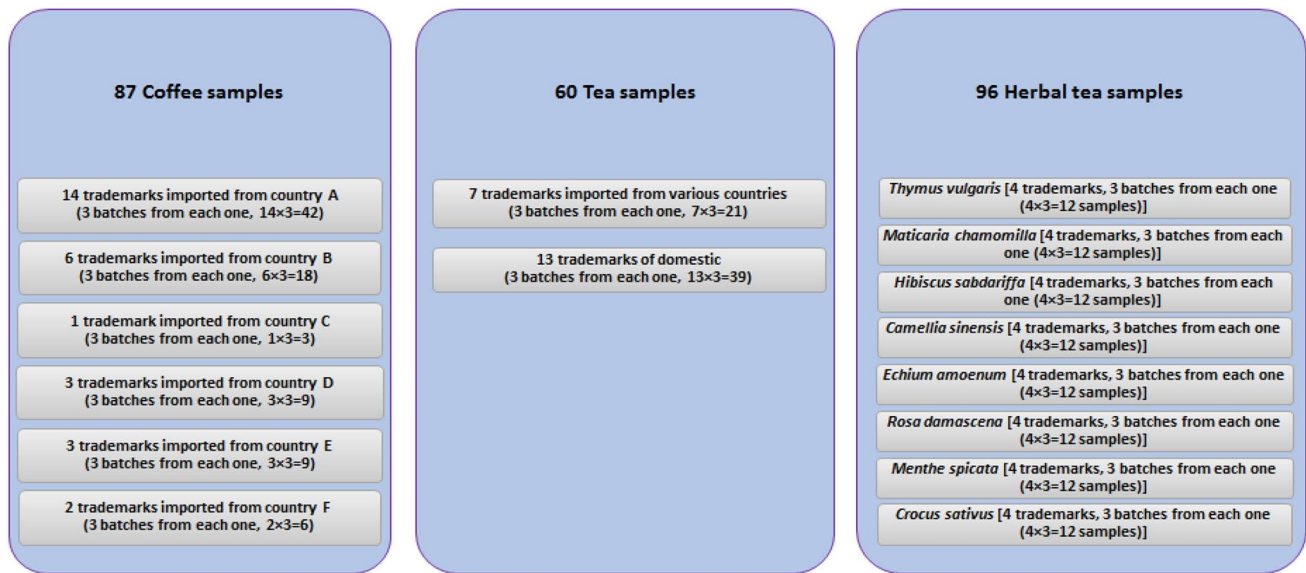 87 Coffee samples
14 trademarks imported from country A
(3 batches from each one, 14×3=42)
6 trademarks imported from country B
(3 batches from each one, 6×3=18)
1 trademark imported from country C
(3 batches from each one, 1×3=3)
3 trademarks imported from country D
(3 batches from each one, 3×3=9)
3 trademarks imported from country E
(3 batches from each one, 3×3=9)
2 trademarks imported from country F
(3 batches from each one, 2×3=6)
60 Tea samples
7 trademarks imported from various countries
(3 batches from each one, 7×3=21)
13 trademarks of domestic
(3 batches from each one, 13×3=39)
96 Herbal tea samples
Thymus vulgaris [4 trademarks, 3 batches from each one
(4×3=12 samples)]
Maticaria chamomilla [4 trademarks, 3 batches from each
one (4×3=12 samples)]
Hibiscus sabdariffa [4 trademarks, 3 batches from each
one (4×3=12 samples)]
Camellia sinensis [4 trademarks, 3 batches from each one
(4×3=12 samples)]
Echium amoenum [4 trademarks, 3 batches from each one
(4×3=12 samples)]
Rosa damascena [4 trademarks, 3 batches from each one
(4×3=12 samples)]
Menthe spicata [4 trademarks, 3 batches from each one
(4×3=12 samples)]
Crocus sativus [4 trademarks, 3 batches from each one
(4×3=12 samples)]